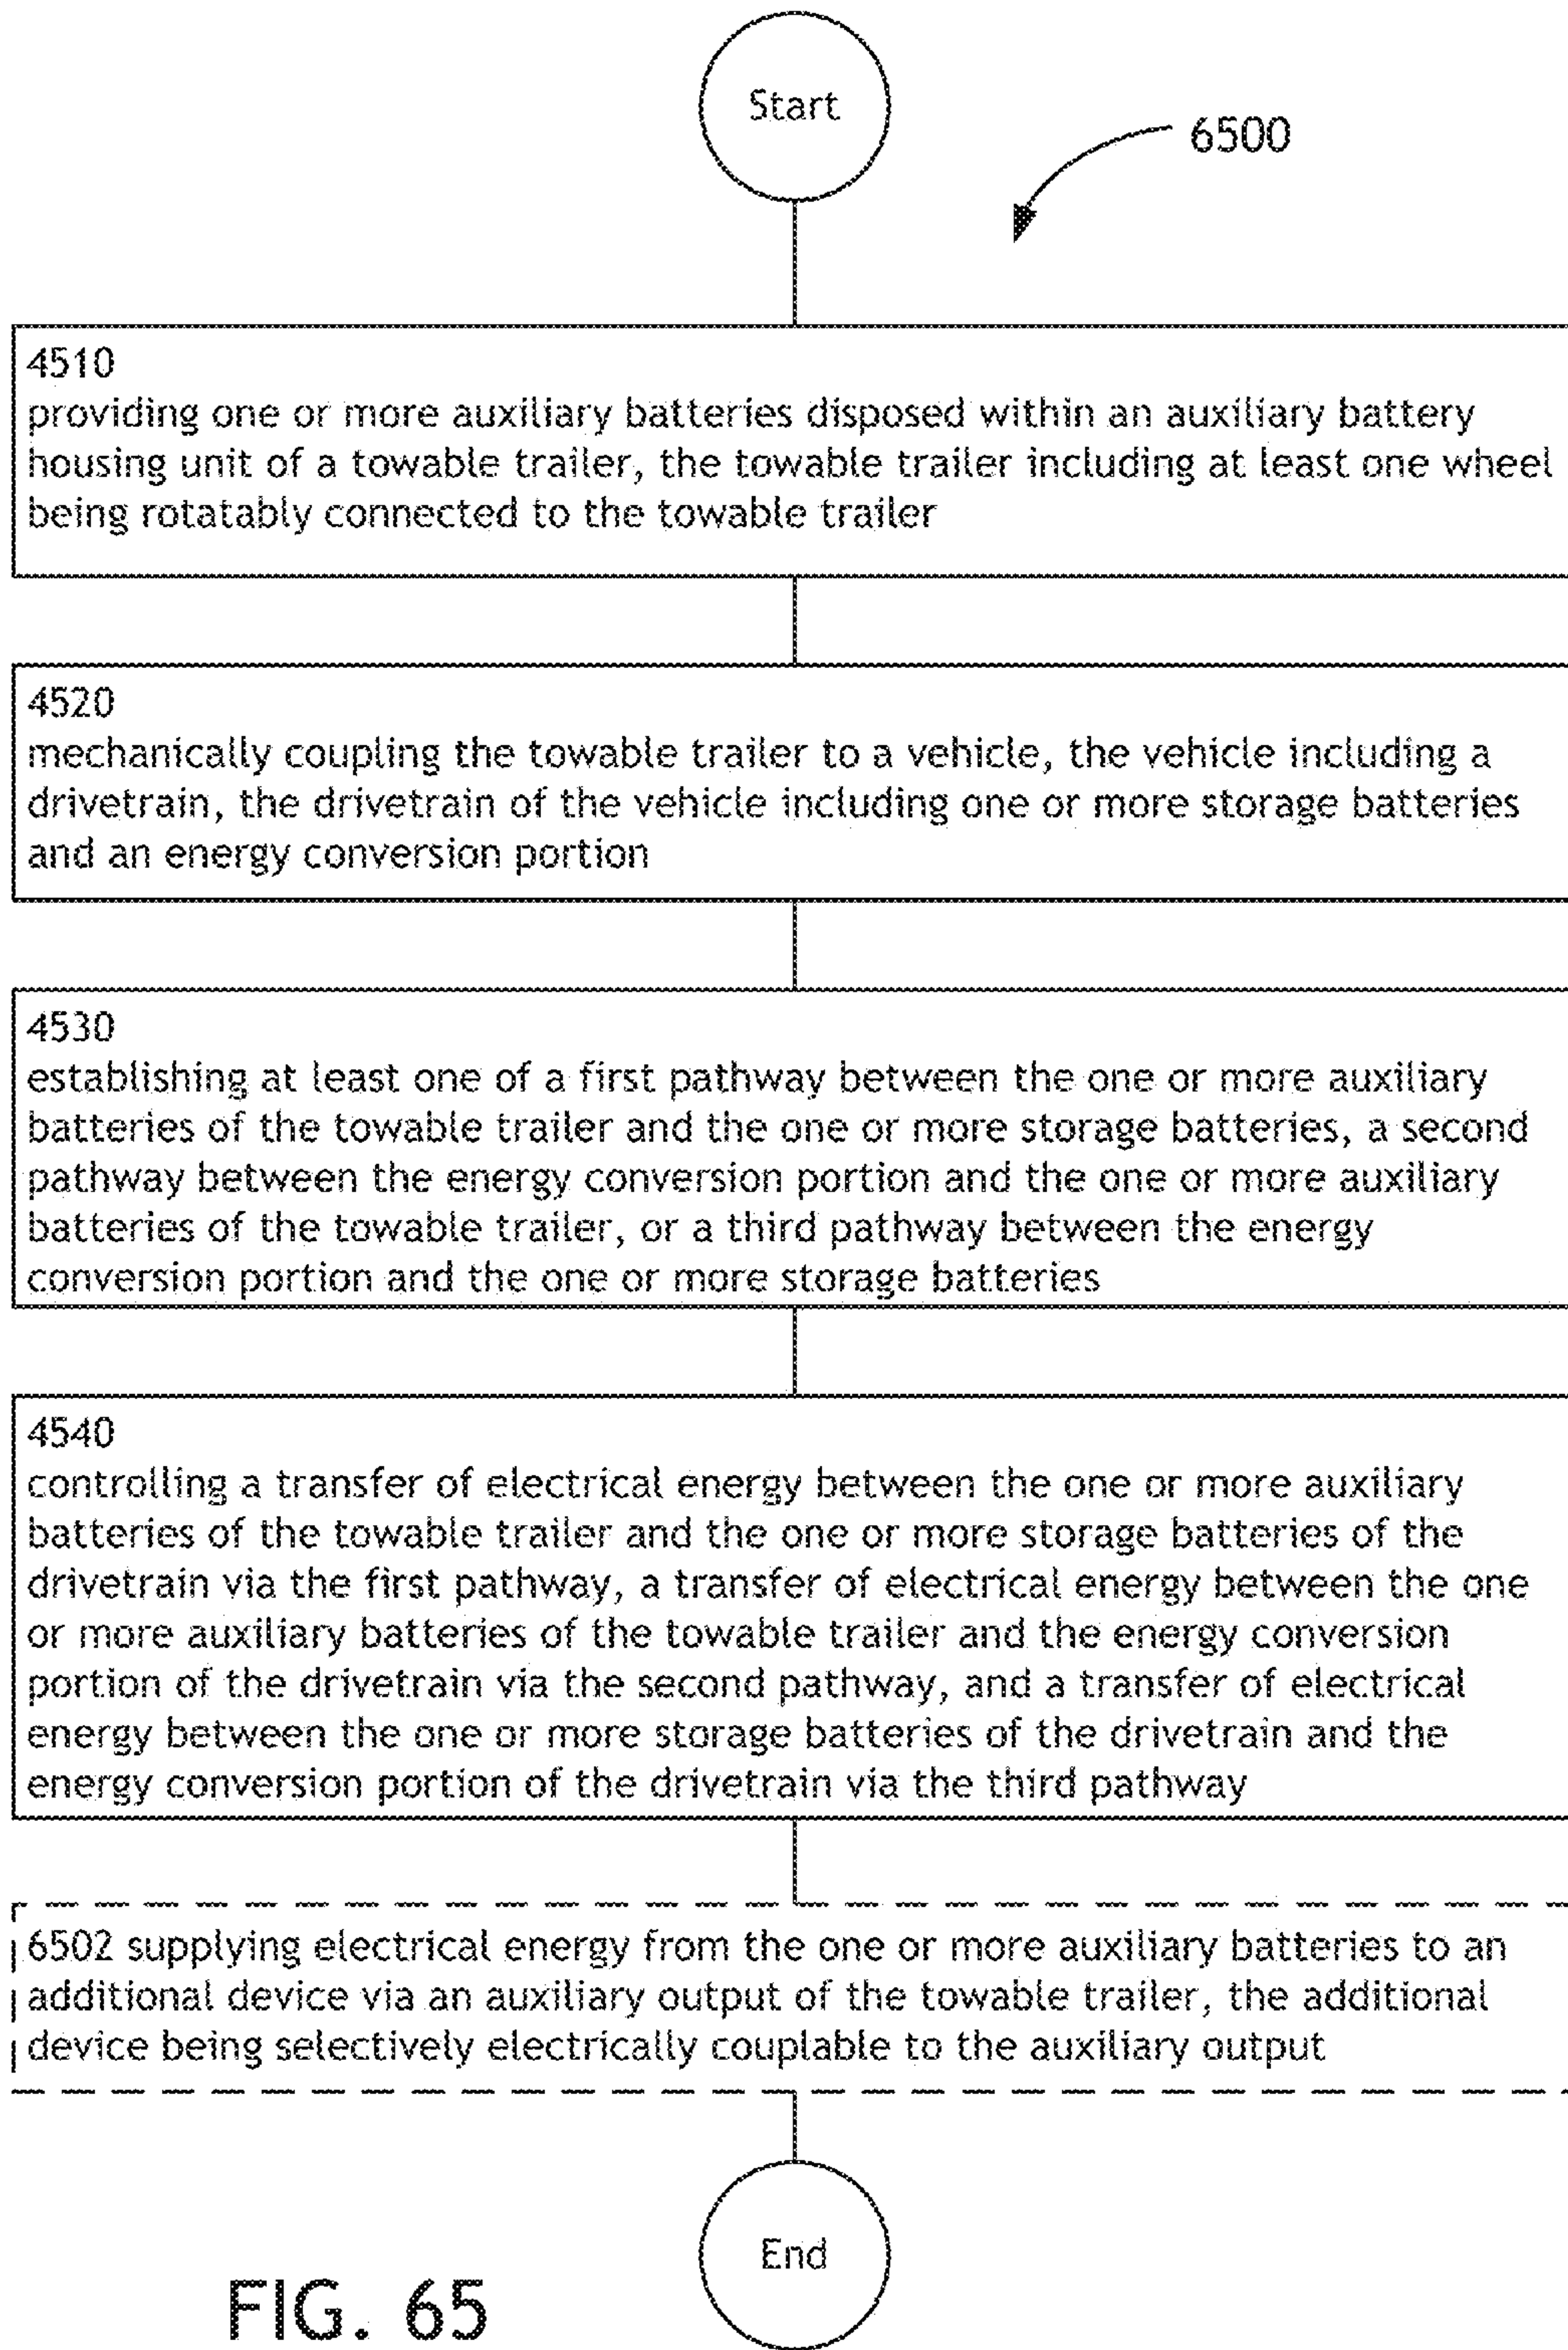 Start
6500
4510
providing one or more auxiliary batteries disposed within an auxiliary battery
housing unit of a towable trailer, the towable trailer including at least one wheel
being rotatably connected to the towable trailer
4520
mechanically coupling the towable trailer to a vehicle, the vehicle including a
drivetrain, the drivetrain of the vehicle including one or more storage batteries
and an energy conversion portion
4530
establishing at least one of a first pathway between the one or more auxiliary
batteries of the towable trailer and the one or more storage batteries, a second
pathway between the energy conversion portion and the one or more auxiliary
batteries of the towable trailer, or a third pathway between the energy
conversion portion and the one or more storage batteries
4540
controlling a transfer of electrical energy between the one or more auxiliary
batteries of the towable trailer and the one or more storage batteries of the
drivetrain via the first pathway, a transfer of electrical energy between the one
or more auxiliary batteries of the towable trailer and the energy conversion
portion of the drivetrain via the second pathway, and a transfer of electrical
energy between the one or more storage batteries of the drivetrain and the
energy conversion portion of the drivetrain via the third pathway
6502 supplying electrical energy from the one or more auxiliary batteries to an
additional device via an auxiliary output of the towable trailer, the additional
device being selectively electrically couplable to the auxiliary output
End
FIG. 65